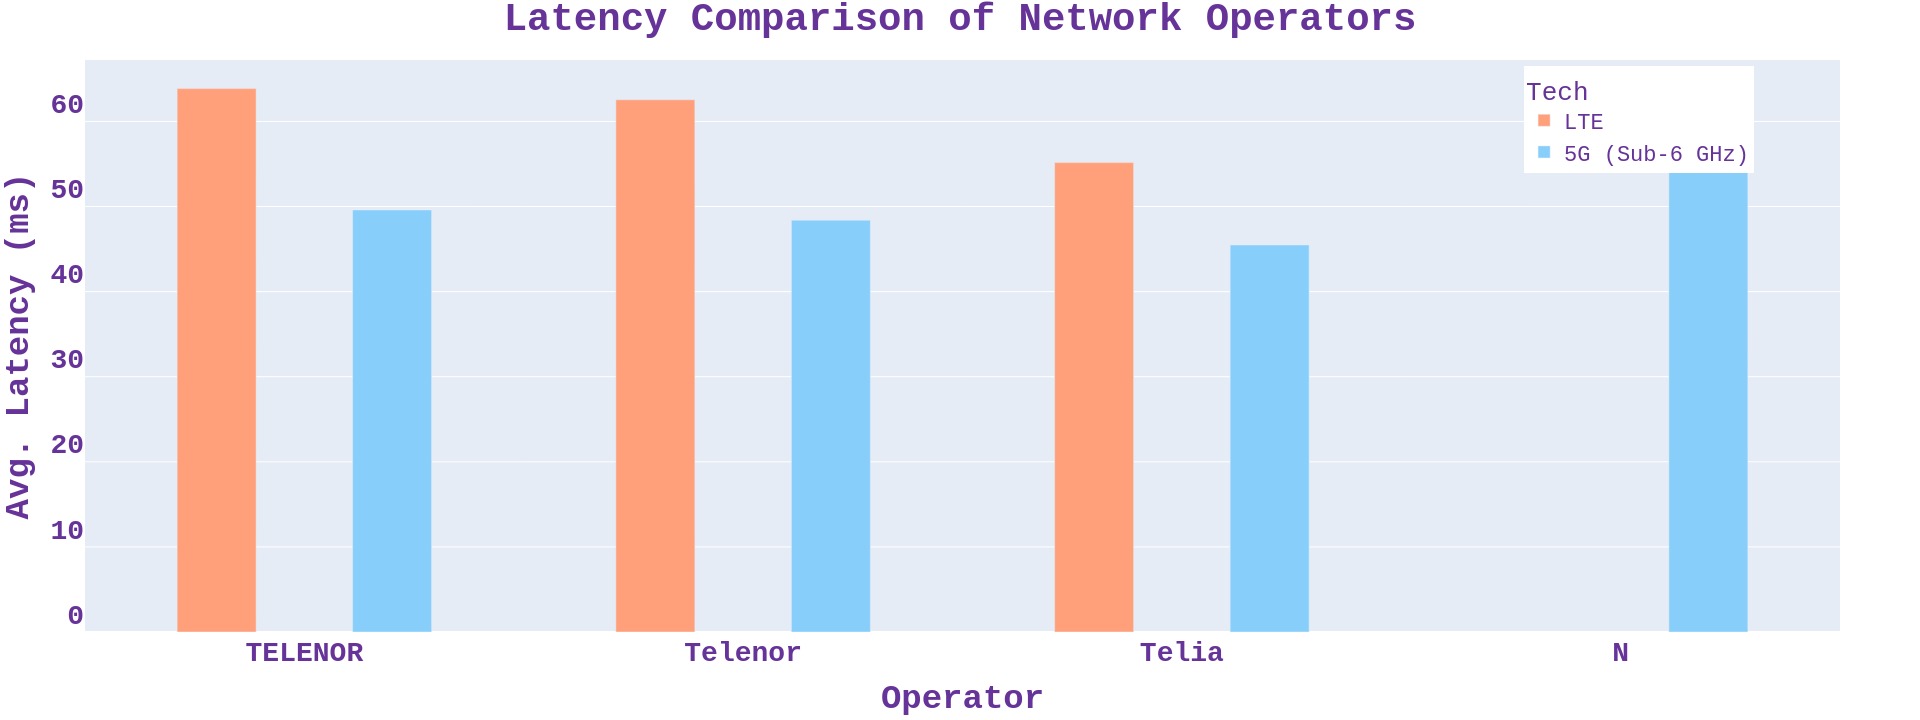 Latency Comparison of Network Operators
Tech
LTE
5G (Sub-6 GHz)
Avg. Latency (ms)
60
50
40
30
20
10
0
TELENOR
Telenor
Telia
N
Operator